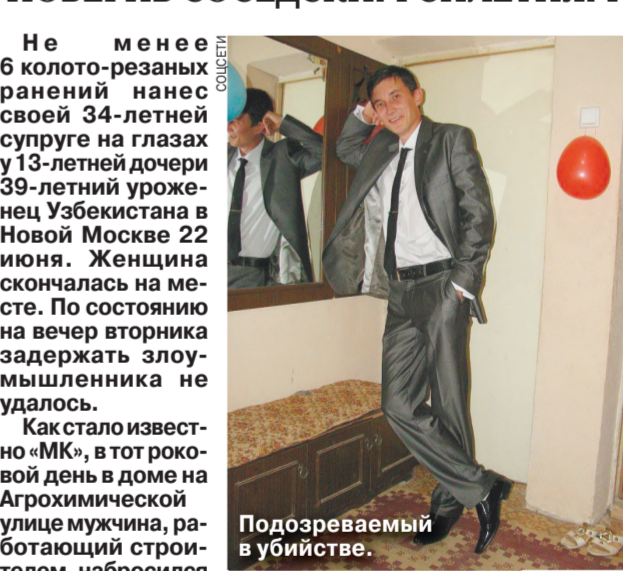 Не менее
6 колото-резаных
ранений нанес
своей 34-летней
супруге на глазах
у 13-летней дочери
39-летний уроже-
нец Узбекистана в
Новой Москве 22
июня. Женщина
скончалась на ме-
сте. По состоянию
на вечер вторника
задержать злоу-
мышленника не
удалось.
Как стало извест-
но «МК», в тот роко-
вой день в доме на
Агрохимической
улице мужчина, ра-
ботающий строи-
телем, набросился
СОЦСЕТИ
Подозреваемый
в убийстве.